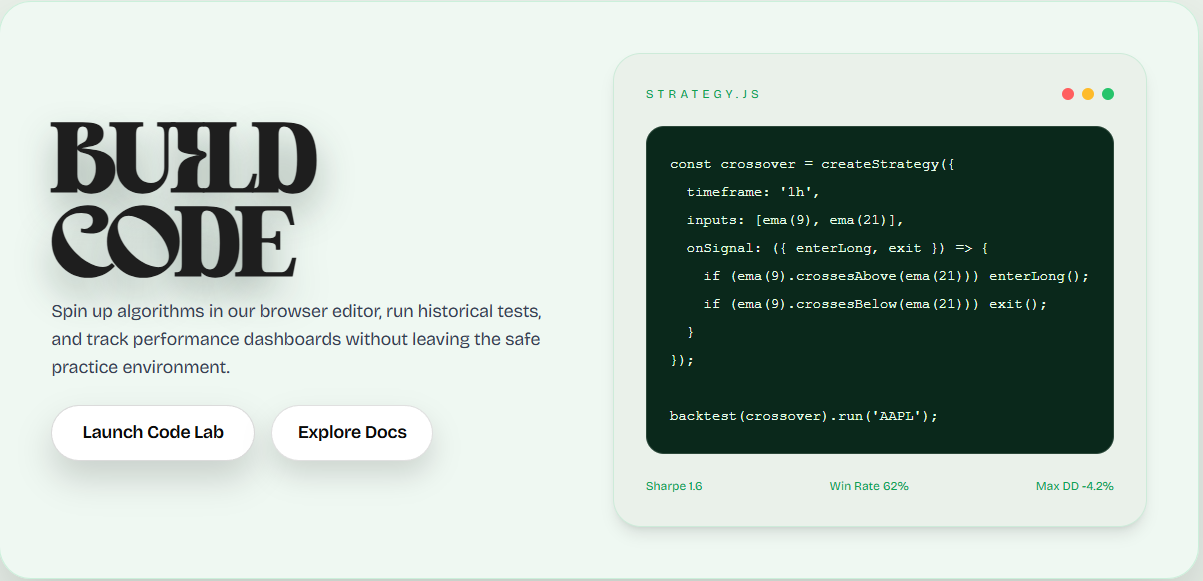 BUILD
CODE
Spin up algorithms in our browser editor, run historical tests,
and track performance dashboards without leaving the safe
practice environment.
Launch Code Lab
Explore Docs
STRATEGY.JS
const crossover = createStrategy({
  timeframe: '1h',
  inputs: [ema(9), ema(21)],
  onSignal: ({ enterLong, exit }) => {
    if (ema(9).crossesAbove(ema(21))) enterLong();
    if (ema(9).crossesBelow(ema(21))) exit();
  }
});

backtest(crossover).run('AAPL');
Sharpe 1.6
Win Rate 62%
Max DD -4.2%